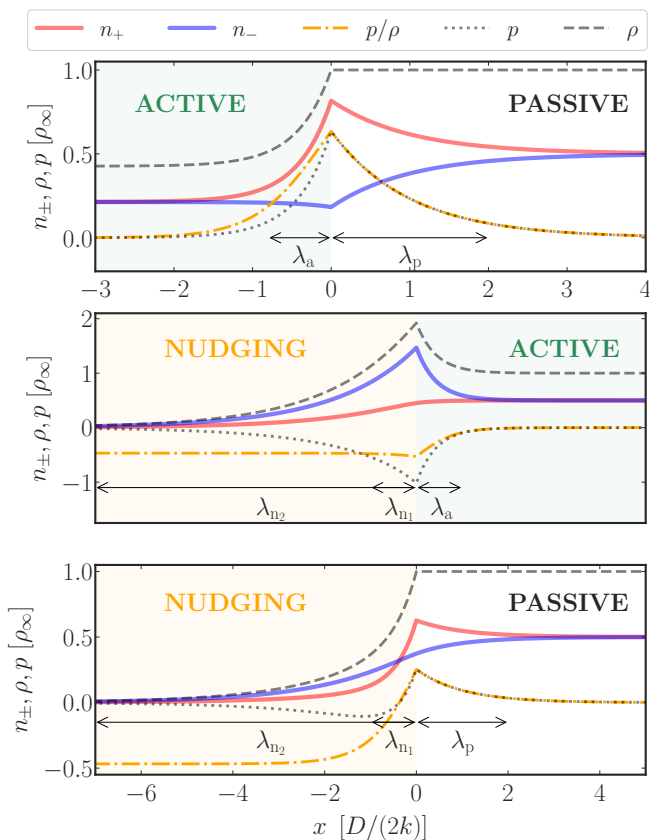 n₊ n₋ p/ρ p ρ
ACTIVE PASSIVE
n±, ρ, p [ρ∞]
1.0
0.5
0.0
λₐ λₚ
−3 −2 −1 0 1 2 3 4
NUDGING ACTIVE
n±, ρ, p [ρ∞]
2
1
0
−1
λₙ₂ λₙ₁ λₐ
NUDGING PASSIVE
n±, ρ, p [ρ∞]
1.0
0.5
0.0
−0.5
λₙ₂ λₙ₁ λₚ
−6 −4 −2 0 2 4
x [D/(2k)]